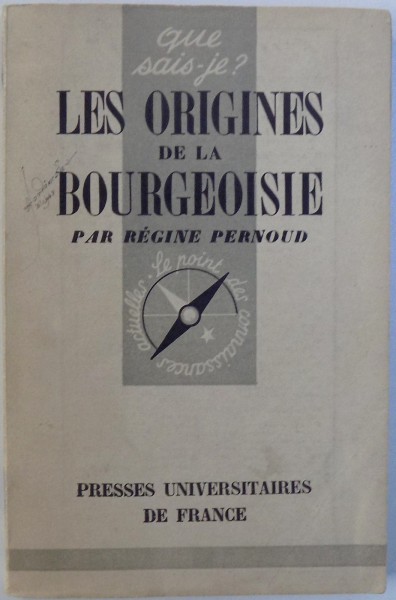 que
sais-je?
LES ORIGINES
DE LA
BOURGEOISIE
PAR RÉGINE PERNOUD
Le point des connaissances actuelles
PRESSES UNIVERSITAIRES
DE FRANCE